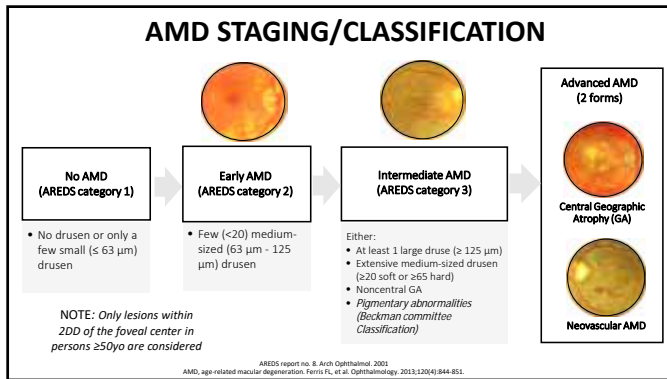 AMD STAGING/CLASSIFICATION
No AMD
(AREDS category 1)
• No drusen or only a
few small (≤ 63 µm)
drusen
Early AMD
(AREDS category 2)
• Few (<20) medium-
sized (63 µm - 125
µm) drusen
Intermediate AMD
(AREDS category 3)
Either:
• At least 1 large druse (≥ 125 µm)
• Extensive medium-sized drusen
(≥20 soft or ≥65 hard)
• Noncentral GA
• Pigmentary abnormalities
(Beckman committee
Classification)
Advanced AMD
(2 forms)
Central Geographic
Atrophy (GA)
Neovascular AMD
NOTE: Only lesions within
2DD of the foveal center in
persons ≥50yo are considered
AREDS report no. 8. Arch Ophthalmol. 2001
AMD, age-related macular degeneration. Ferris FL, et al. Ophthalmology. 2013;120(4):844-851.